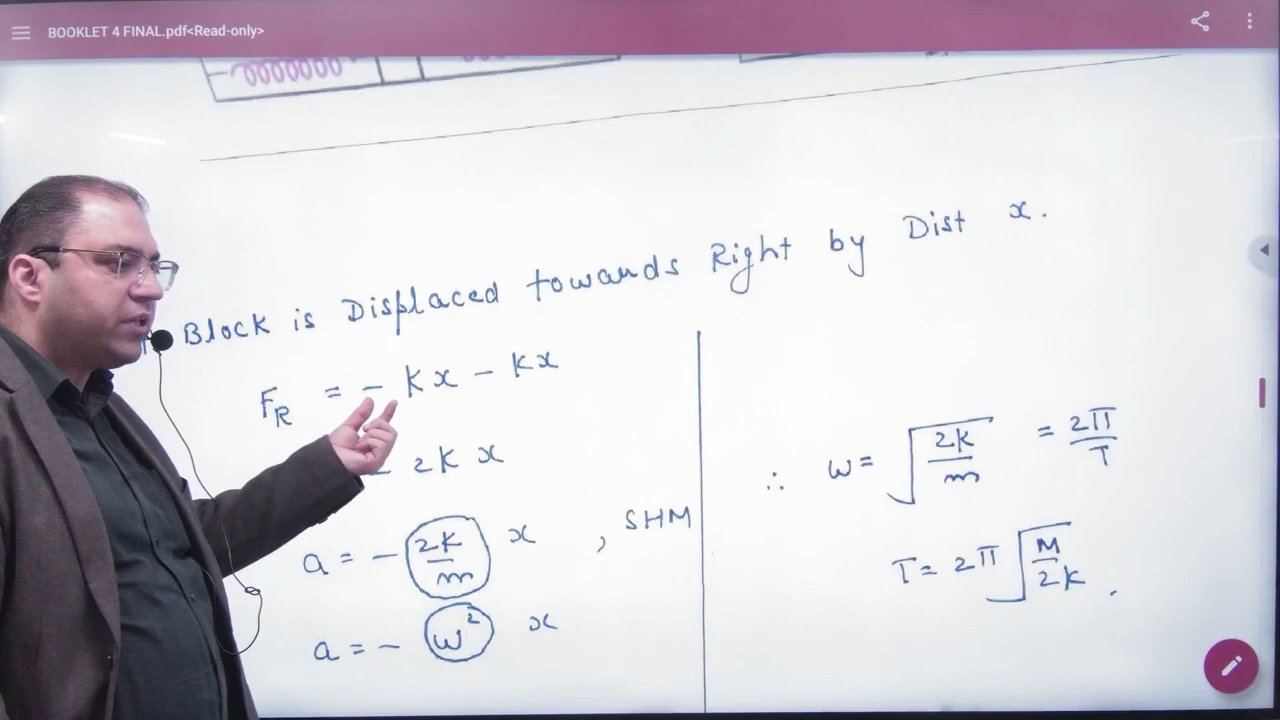 BOOKLET 4 FINAL.pdf<Read-only>
Block is Displaced towards Right by Dist x.
F_R = - Kx - Kx
- 2K x
a = - 2K/m x , SHM
a = - ω² x
∴ ω = √(2K/m) = 2π/T
T = 2π √(M/2K) .